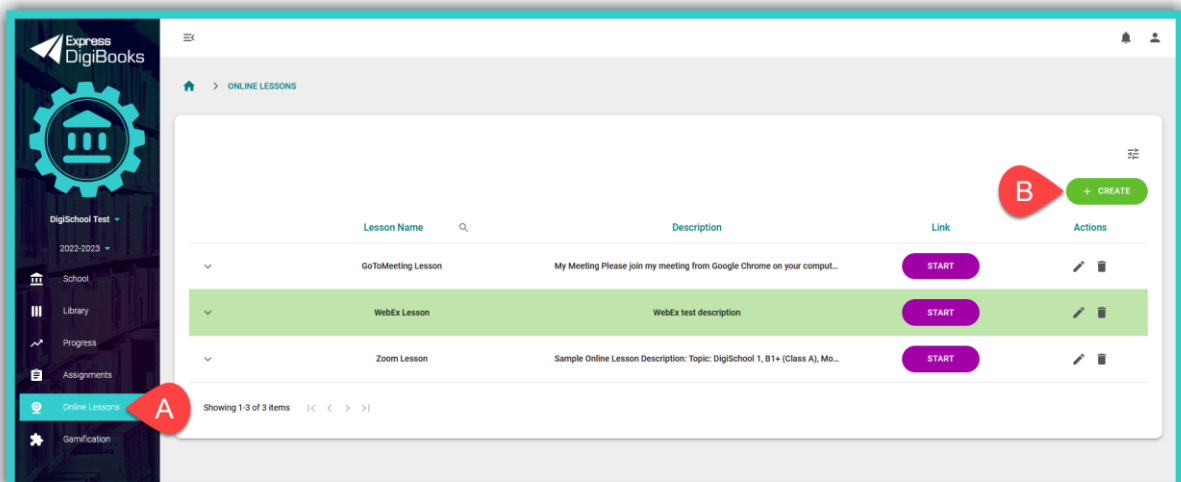 Express
DigiBooks
DigiSchool Test
2022-2023
School
Library
Progress
Assignments
Online Lessons
Gamification
A
ONLINE LESSONS
B
+ CREATE
Lesson Name Description Link Actions
GoToMeeting Lesson My Meeting Please join my meeting from Google Chrome on your comput... START
WebEx Lesson WebEx test description START
Zoom Lesson Sample Online Lesson Description: Topic: DigiSchool 1, B1+ (Class A), Mo... START
Showing 1-3 of 3 items |< < > >|